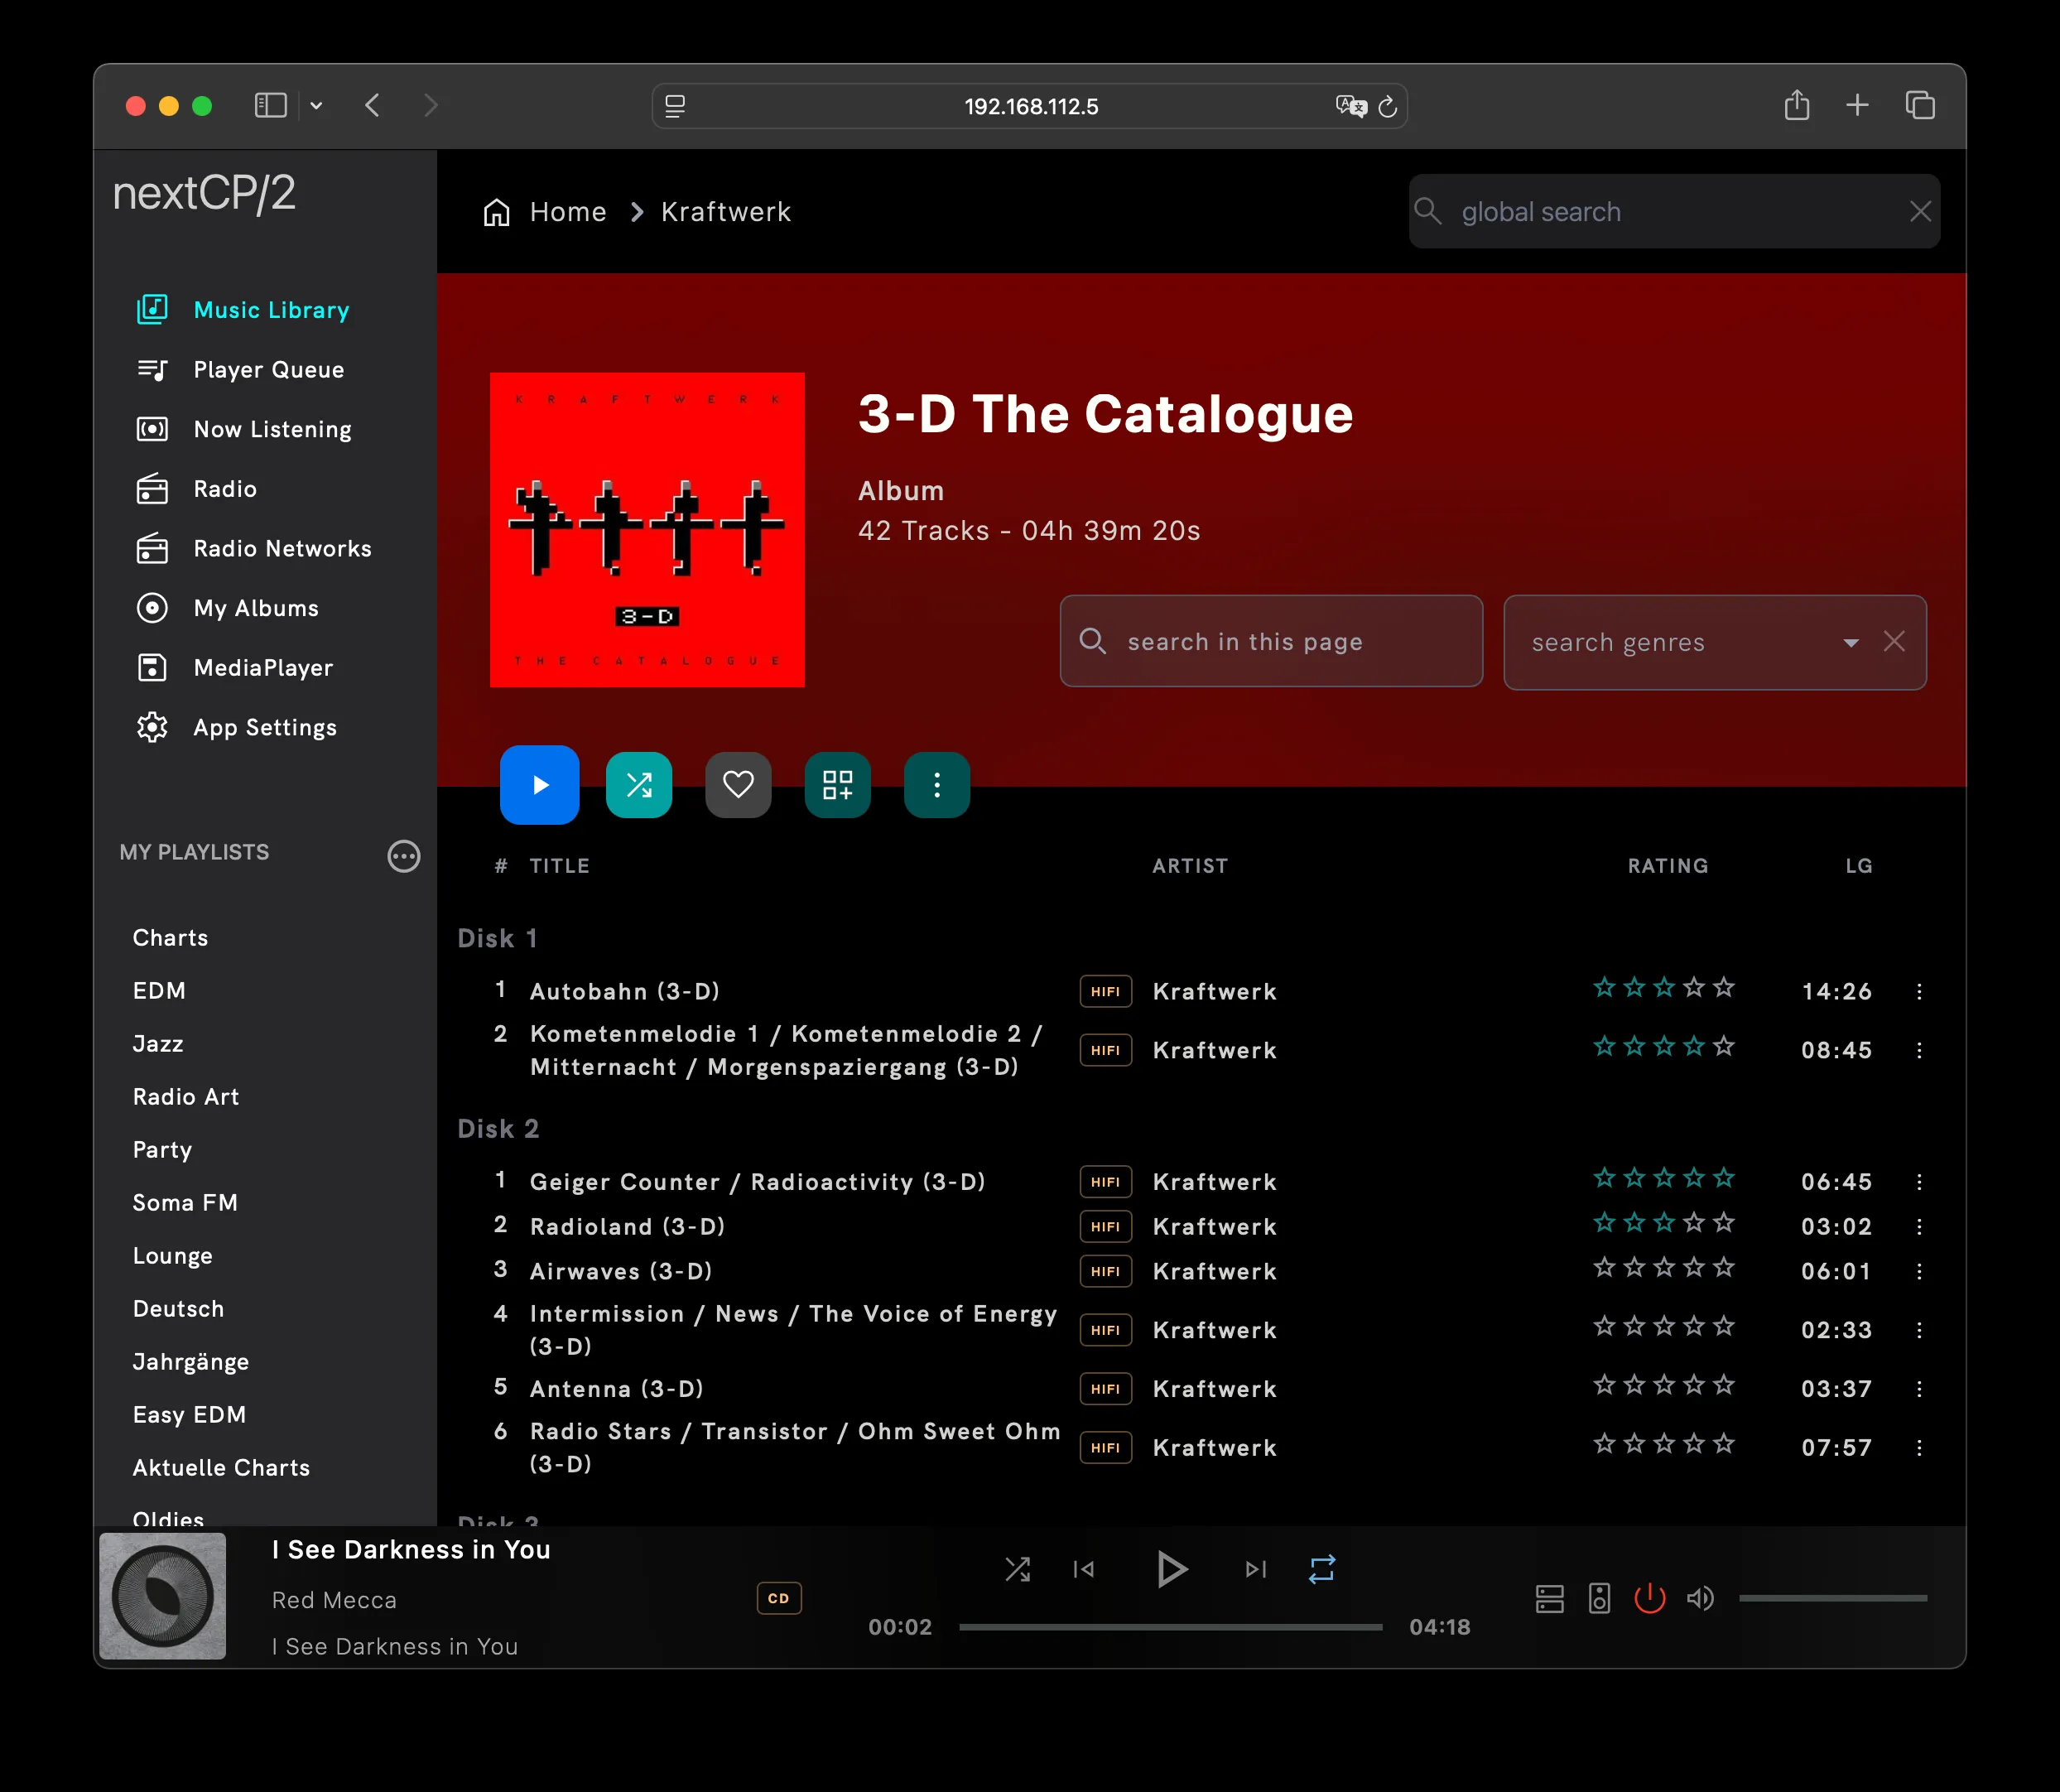 192.168.112.5
nextCP/2
Home
Kraftwerk
global search
Music Library
Player Queue
Now Listening
Radio
Radio Networks
My Albums
MediaPlayer
App Settings
MY PLAYLISTS
Charts
EDM
Jazz
Radio Art
Party
Soma FM
Lounge
Deutsch
Jahrgänge
Easy EDM
Aktuelle Charts
Oldies
KRAFTWERK
3-D
THE CATALOGUE
3-D The Catalogue
Album
42 Tracks - 04h 39m 20s
search in this page
search genres
# TITLE ARTIST RATING LG
Disk 1
1 Autobahn (3-D) HIFI Kraftwerk 14:26
2 Kometenmelodie 1 / Kometenmelodie 2 /
Mitternacht / Morgenspaziergang (3-D) HIFI Kraftwerk 08:45
Disk 2
1 Geiger Counter / Radioactivity (3-D) HIFI Kraftwerk 06:45
2 Radioland (3-D) HIFI Kraftwerk 03:02
3 Airwaves (3-D) HIFI Kraftwerk 06:01
4 Intermission / News / The Voice of Energy
(3-D) HIFI Kraftwerk 02:33
5 Antenna (3-D) HIFI Kraftwerk 03:37
6 Radio Stars / Transistor / Ohm Sweet Ohm
(3-D) HIFI Kraftwerk 07:57
Disk 3
I See Darkness in You
Red Mecca
I See Darkness in You
CD
00:02
04:18